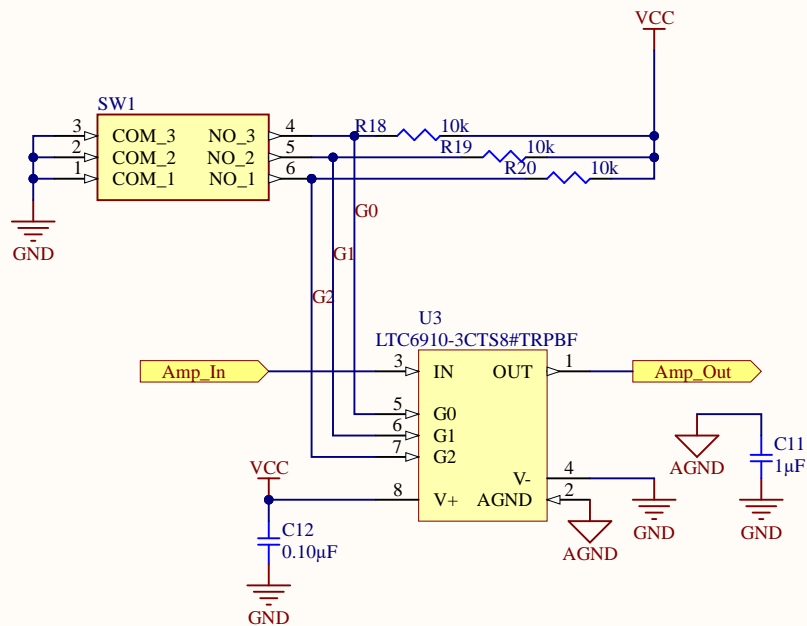 VCC
SW1
3 COM_3 NO_3 4 R18 10k
2 COM_2 NO_2 5 R19 10k
1 COM_1 NO_1 6 R20 10k
GND
G0
G1
G2
U3
LTC6910-3CTS8#TRPBF
Amp_In 3 IN OUT 1 Amp_Out
5 G0
6 G1
7 G2
AGND
C11
1µF
GND
VCC
8 V+
V- 4
AGND 2
GND
AGND
C12
0.10µF
GND